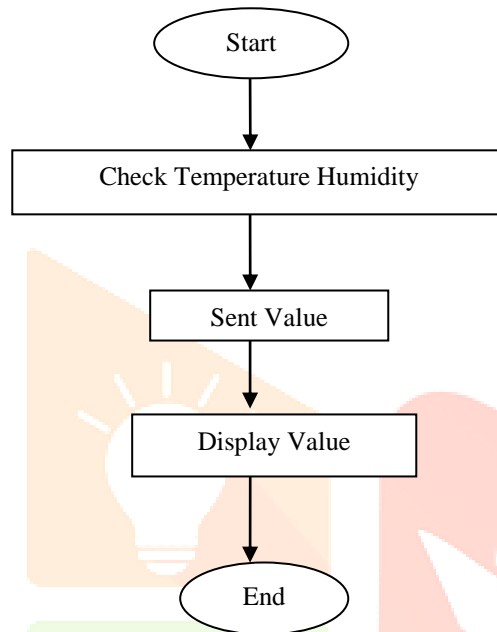 Start
Check Temperature Humidity
Sent Value
Display Value
End